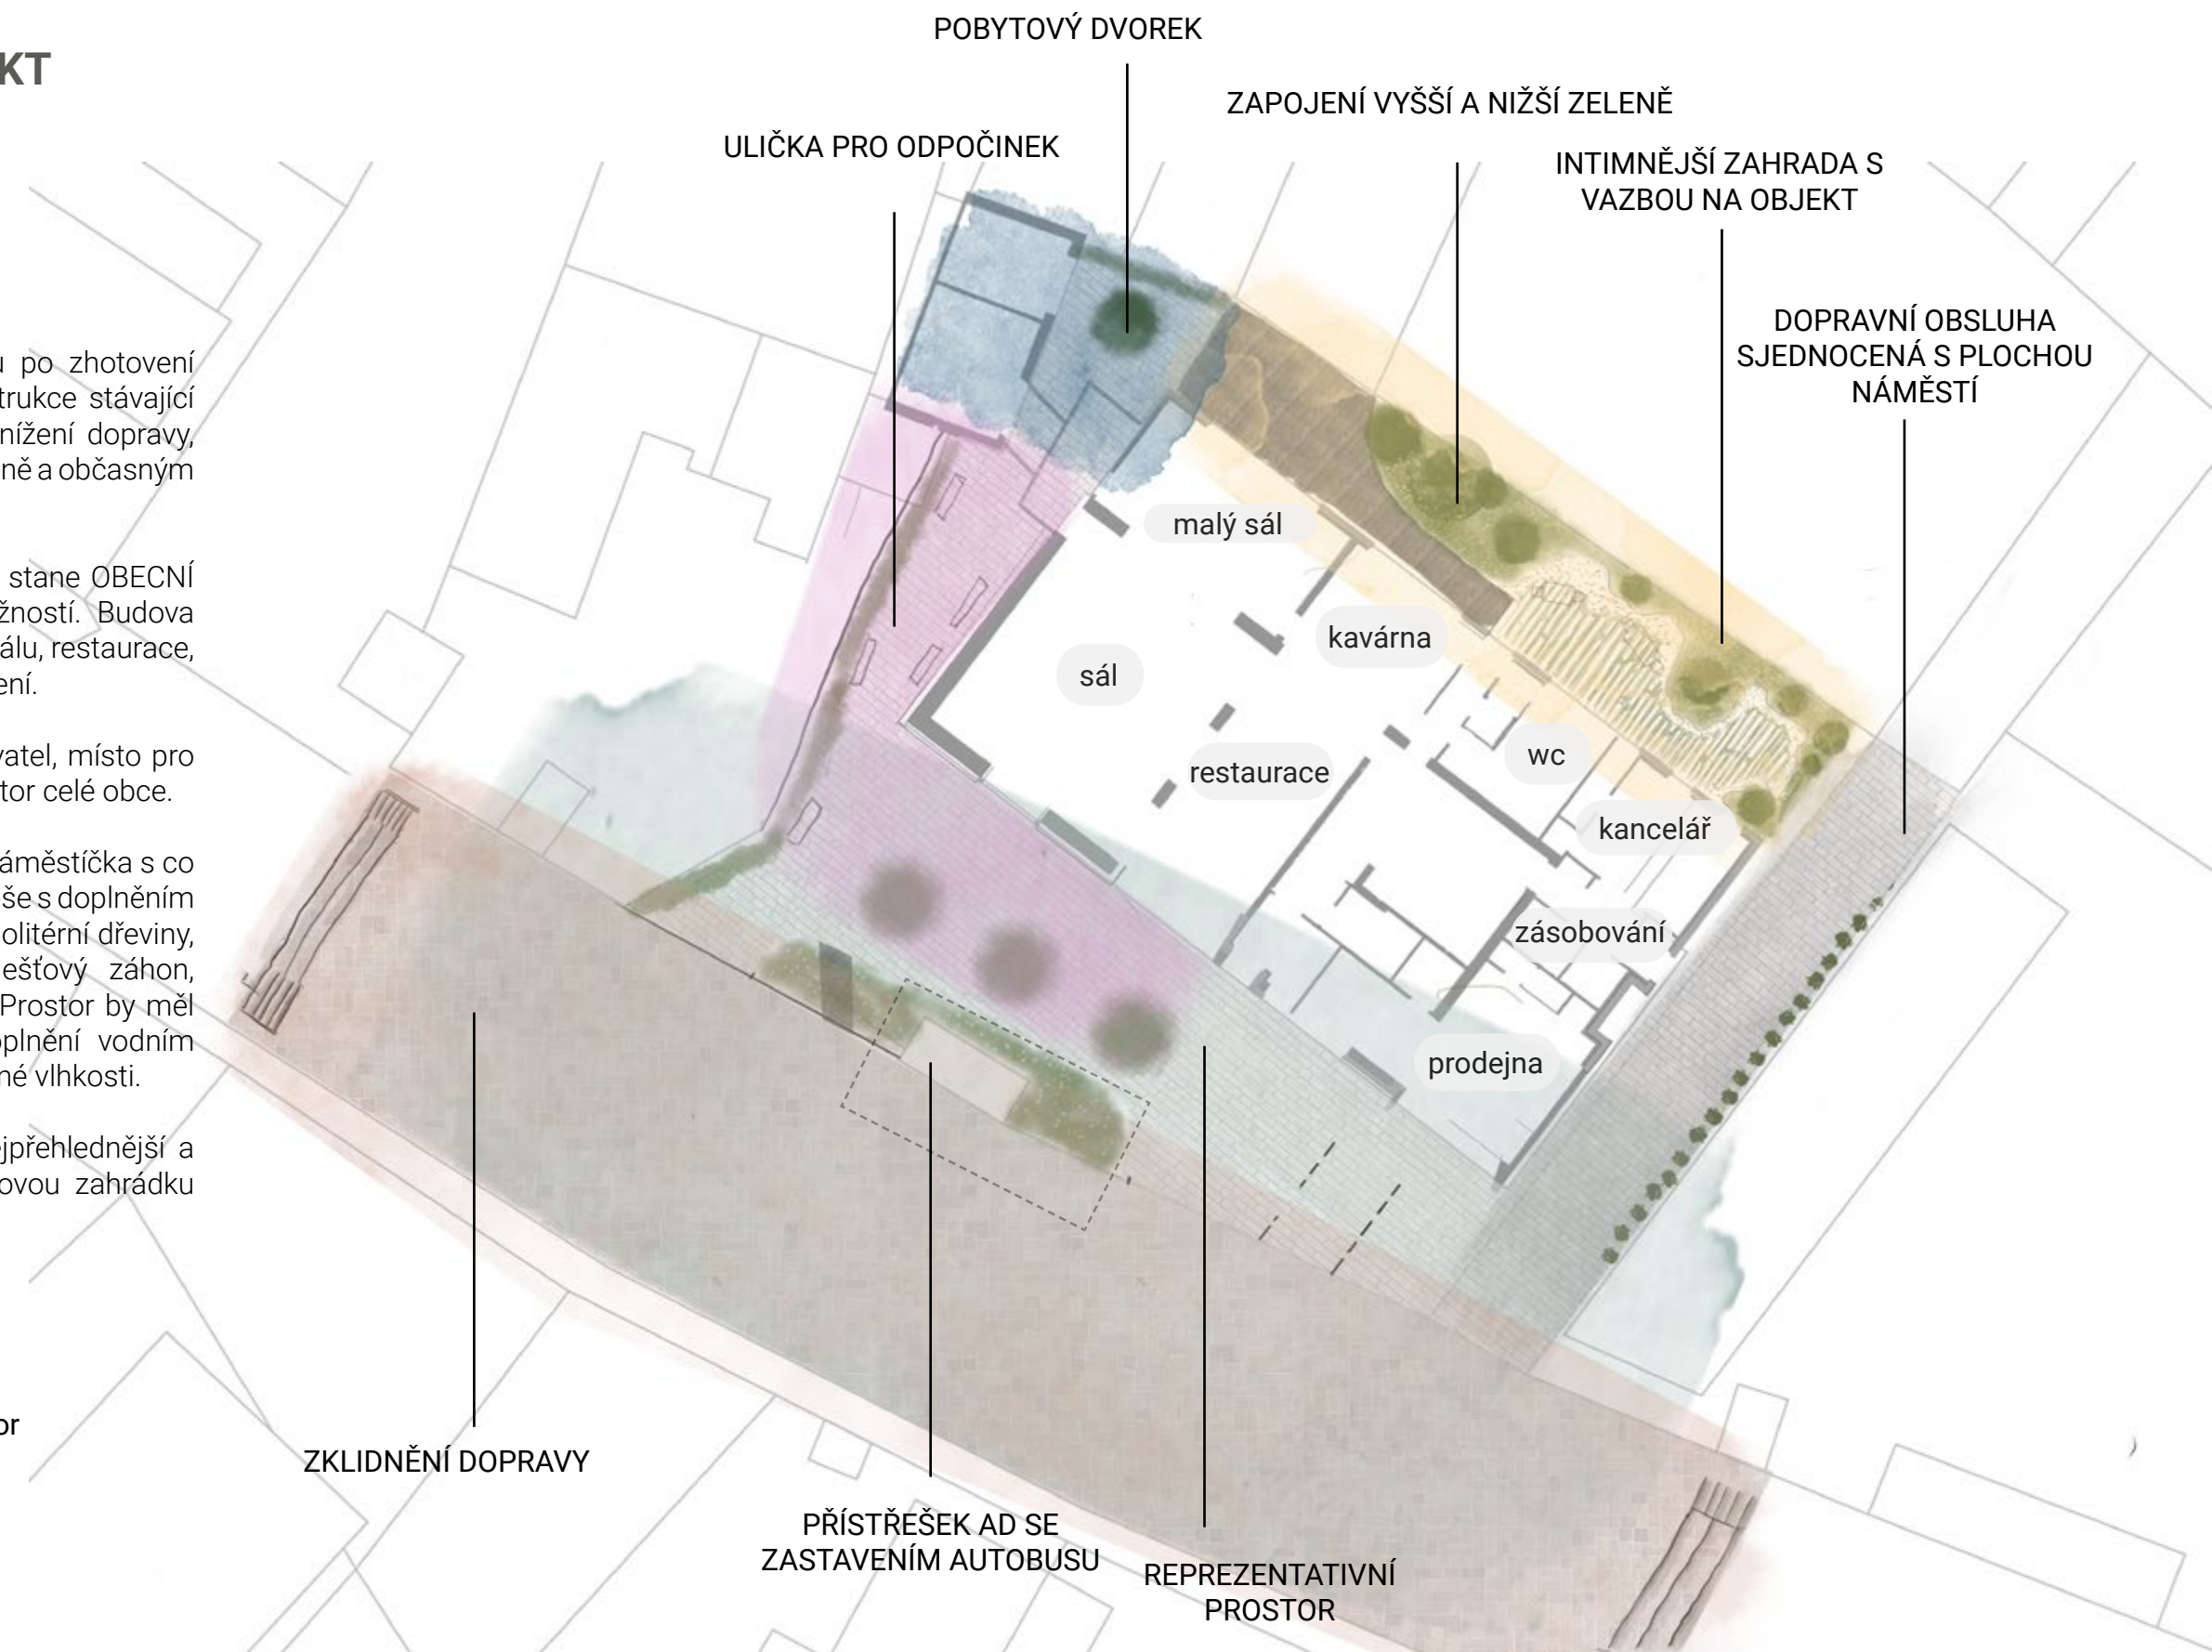 KT
po zhotovení
trukce stávající
nížení dopravy,
ně a občasným
stane OBECNÍ
žností. Budova
álu, restaurace,
ení.
vatel, místo pro
tor celé obce.
áměstíčka s co
še s doplněním
olitérní dřeviny,
ešťový záhon,
Prostor by měl
plnění vodním
né vlhkosti.
ejpřehlednější a
ovou zahrádku
or
POBYTOVÝ DVOREK
ZAPOJENÍ VYŠŠÍ A NIŽŠÍ ZELENĚ
ULIČKA PRO ODPOČINEK
INTIMNĚJŠÍ ZAHRADA S
VAZBOU NA OBJEKT
DOPRAVNÍ OBSLUHA
SJEDNOCENÁ S PLOCHOU
NÁMĚSTÍ
malý sál
kavárna
sál
wc
restaurace
kancelář
zásobování
prodejna
ZKLIDNĚNÍ DOPRAVY
PŘÍSTŘEŠEK AD SE
ZASTAVENÍM AUTOBUSU
REPREZENTATIVNÍ
PROSTOR